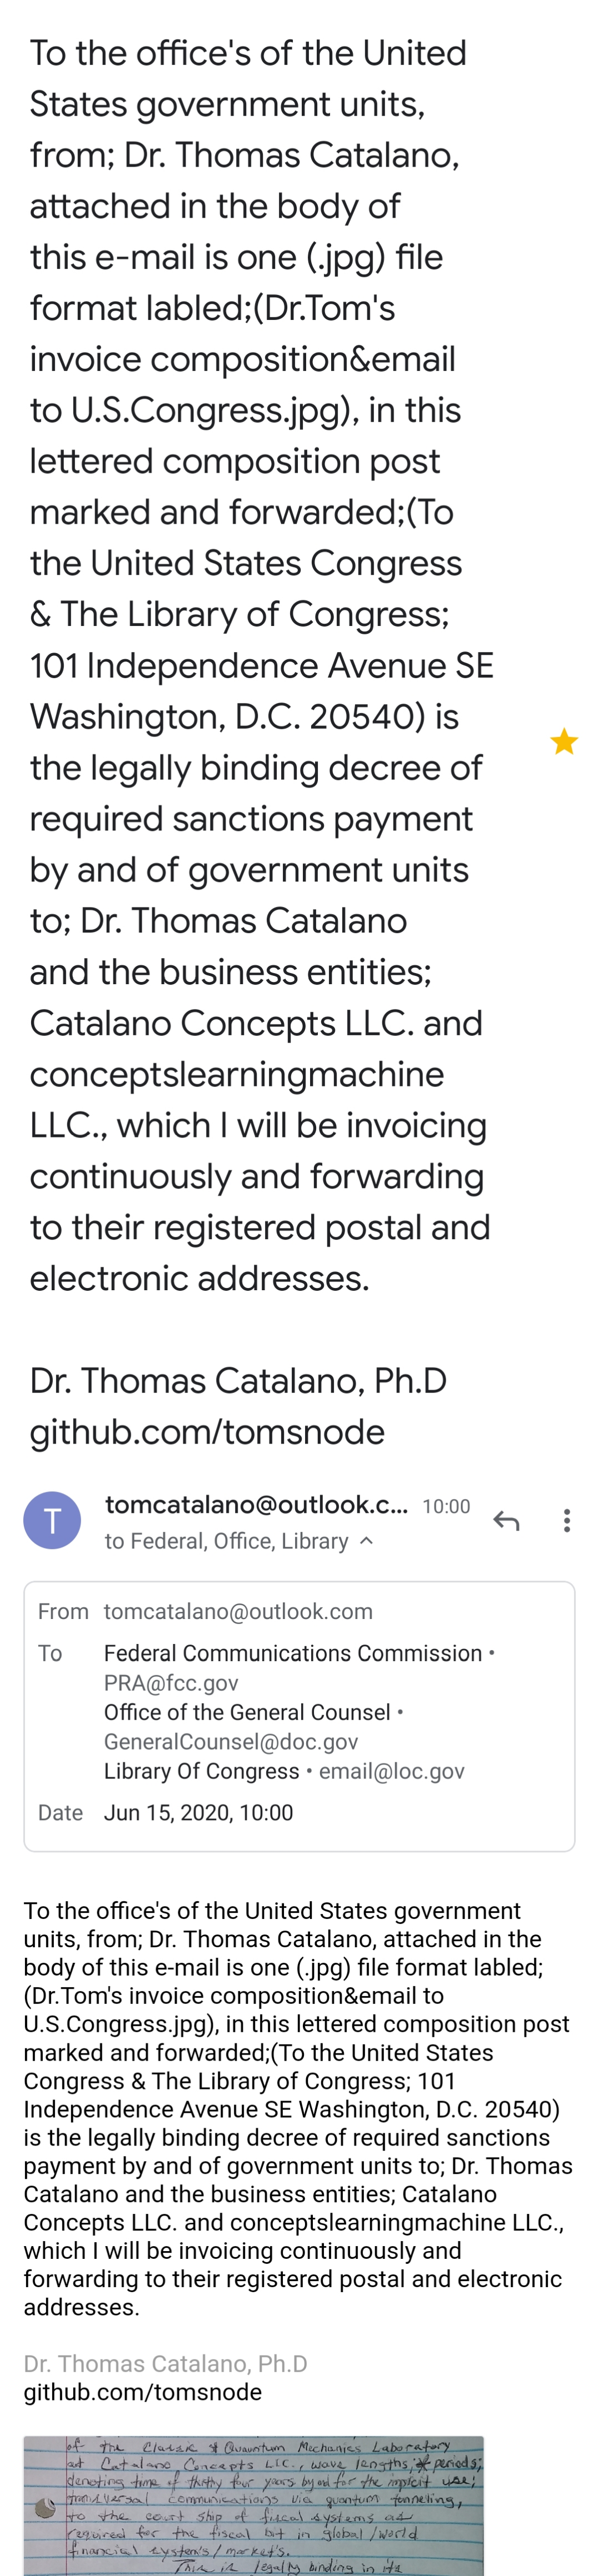 To the office's of the United
States government units,
from; Dr. Thomas Catalano,
attached in the body of
this e-mail is one (.jpg) file
format labled;(Dr.Tom's
invoice composition&email
to U.S.Congress.jpg), in this
lettered composition post
marked and forwarded;(To
the United States Congress
& The Library of Congress;
101 Independence Avenue SE
Washington, D.C. 20540) is
the legally binding decree of
required sanctions payment
by and of government units
to; Dr. Thomas Catalano
and the business entities;
Catalano Concepts LLC. and
conceptslearningmachine
LLC., which I will be invoicing
continuously and forwarding
to their registered postal and
electronic addresses.
Dr. Thomas Catalano, Ph.D
github.com/tomsnode
T
tomcatalano@outlook.c... 10:00
to Federal, Office, Library
From tomcatalano@outlook.com
To Federal Communications Commission •
PRA@fcc.gov
Office of the General Counsel •
GeneralCounsel@doc.gov
Library Of Congress • email@loc.gov
Date Jun 15, 2020, 10:00
To the office's of the United States government
units, from; Dr. Thomas Catalano, attached in the
body of this e-mail is one (.jpg) file format labled;
(Dr.Tom's invoice composition&email to
U.S.Congress.jpg), in this lettered composition post
marked and forwarded;(To the United States
Congress & The Library of Congress; 101
Independence Avenue SE Washington, D.C. 20540)
is the legally binding decree of required sanctions
payment by and of government units to; Dr. Thomas
Catalano and the business entities; Catalano
Concepts LLC. and conceptslearningmachine LLC.,
which I will be invoicing continuously and
forwarding to their registered postal and electronic
addresses.
Dr. Thomas Catalano, Ph.D
github.com/tomsnode
of the Classic & Quauntum Mechanics Laboratory
at Catalano Concepts LLC., wave lengths periods;
denoting time of thirty four years by and for the implicit use;
communications via quantum tunneling,
to the court ship of fiscal systems as
required for the fiscal bit in global/world
financial system's/market's.
This is legally binding in its